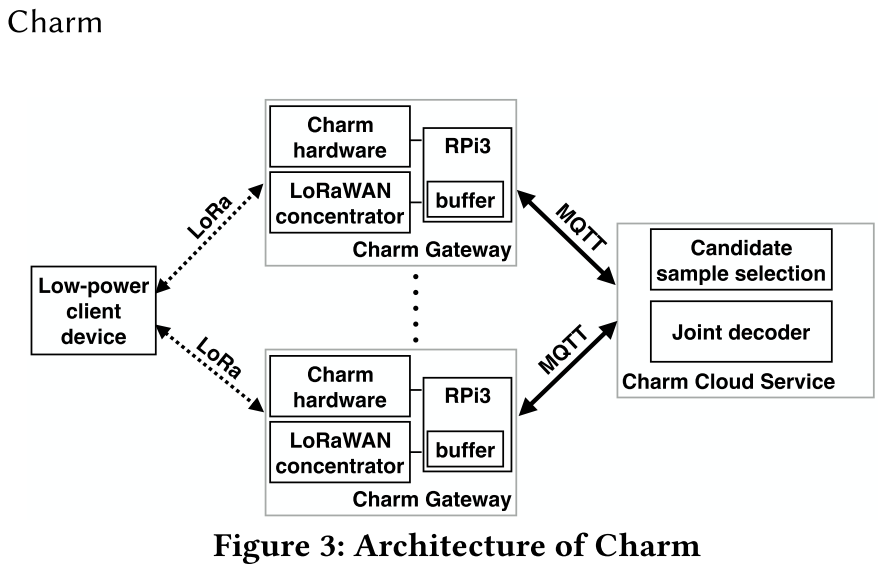 Charm
Charm
hardware
RPi3
LoRaWAN
concentrator
buffer
Charm Gateway
LoRa
MQTT
Low-power
client
device
Candidate
sample selection
Joint decoder
Charm Cloud Service
LoRa
MQTT
Charm
hardware
RPi3
LoRaWAN
concentrator
buffer
Charm Gateway
Figure 3: Architecture of Charm